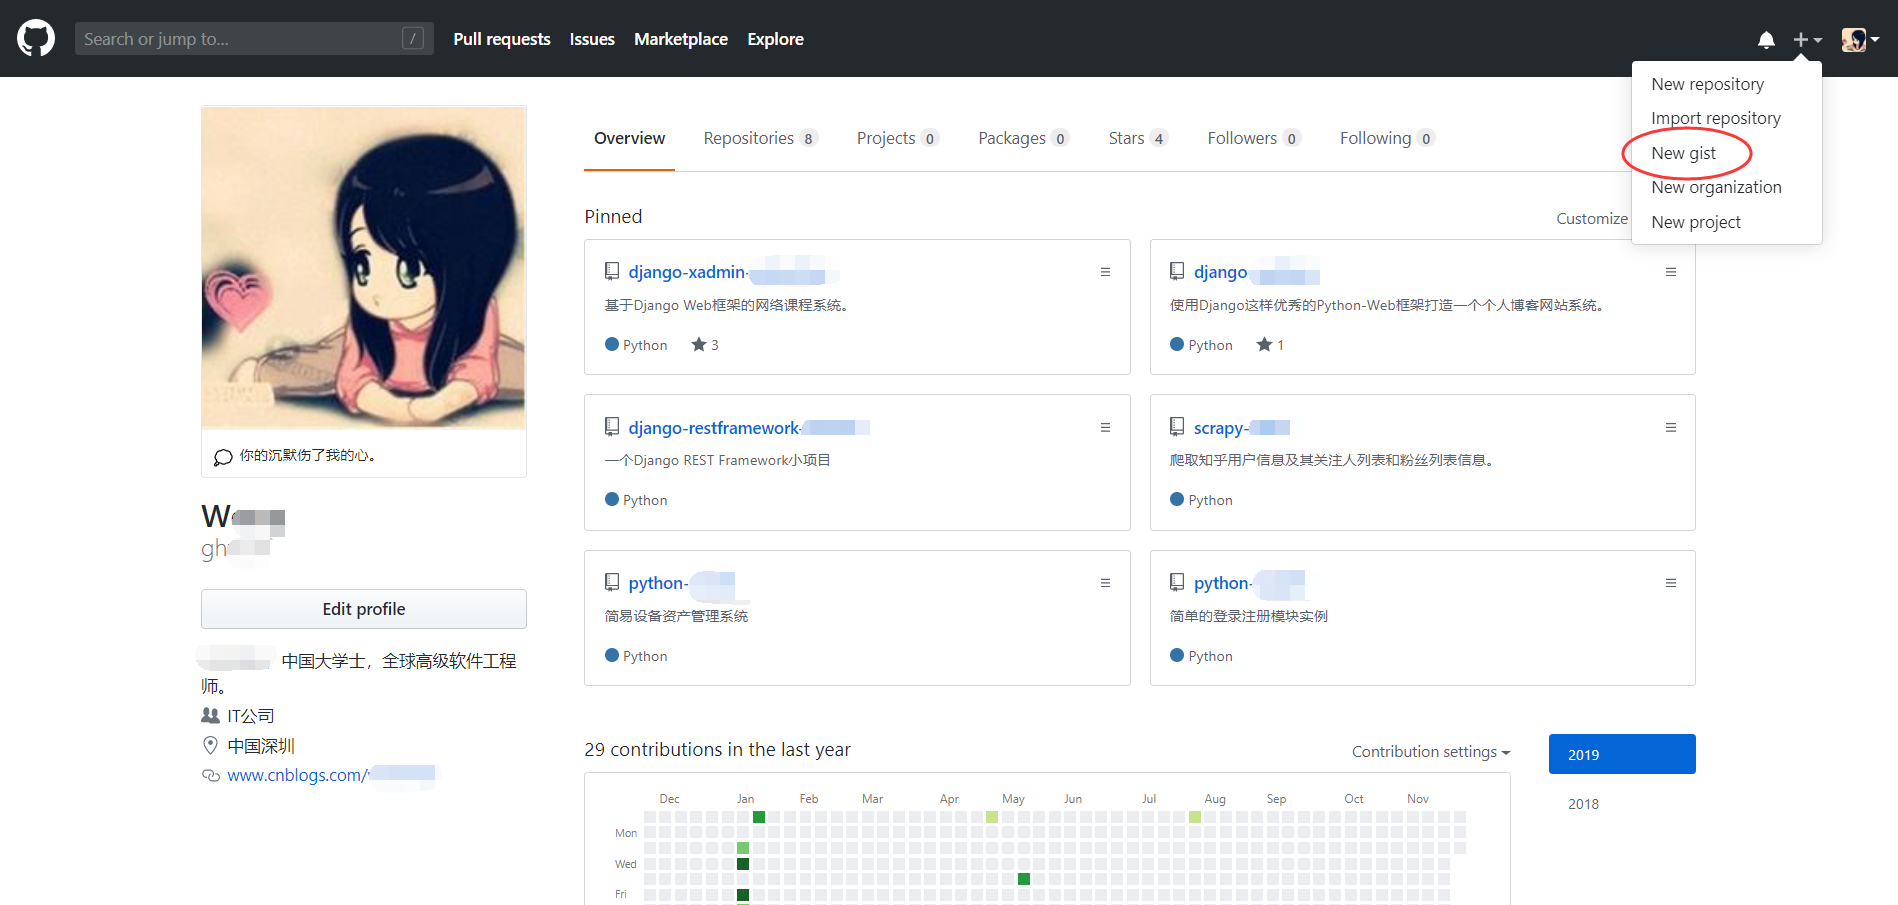 Search or jump to...
/
Pull requests
Issues
Marketplace
Explore
New repository
Import repository
New gist
New organization
New project
Overview
Repositories 8
Projects 0
Packages 0
Stars 4
Followers 0
Following 0
你的沉默伤了我的心。
W
gh
Edit profile
中国大学士，全球高级软件工程
师。
IT公司
中国深圳
www.cnblogs.com/
Pinned
Customize
django-xadmin-
基于Django Web框架的网络课程系统。
Python
3
django
使用Django这样优秀的Python-Web框架打造一个个人博客网站系统。
Python
1
django-restframework-
一个Django REST Framework小项目
Python
scrapy-
爬取知乎用户信息及其关注人列表和粉丝列表信息。
Python
python-
简易设备资产管理系统
Python
python-
简单的登录注册模块实例
Python
29 contributions in the last year
Contribution settings
2019
2018
Dec Jan Feb Mar Apr May Jun Jul Aug Sep Oct Nov
Mon
Wed
Fri